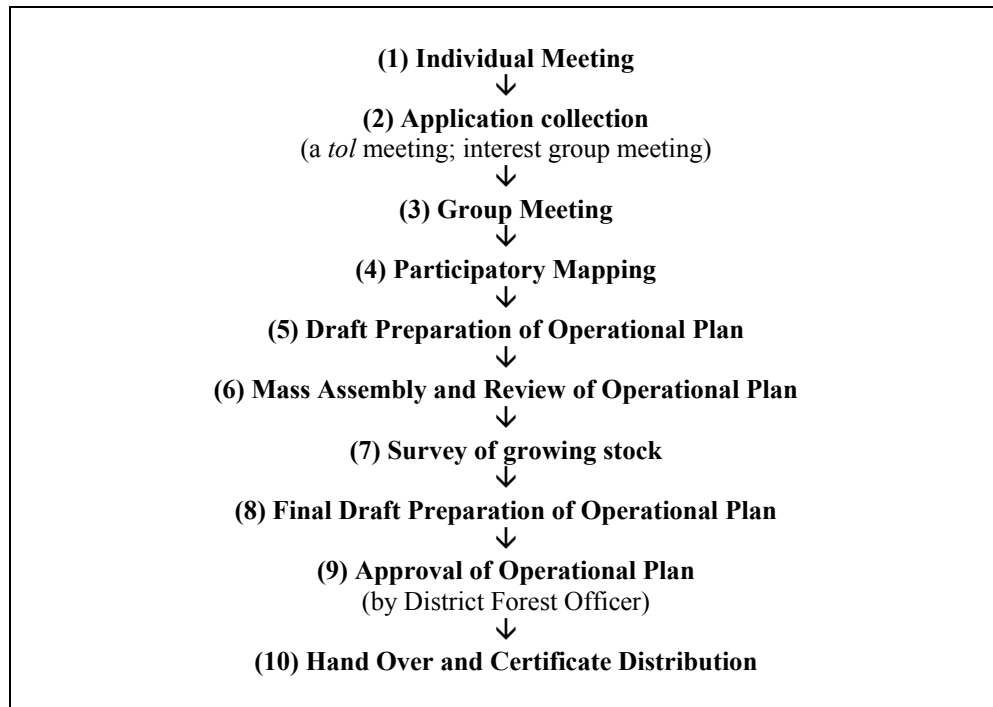 (1) Individual Meeting
↓
(2) Application collection
(a tol meeting; interest group meeting)
↓
(3) Group Meeting
↓
(4) Participatory Mapping
↓
(5) Draft Preparation of Operational Plan
↓
(6) Mass Assembly and Review of Operational Plan
↓
(7) Survey of growing stock
↓
(8) Final Draft Preparation of Operational Plan
↓
(9) Approval of Operational Plan
(by District Forest Officer)
↓
(10) Hand Over and Certificate Distribution